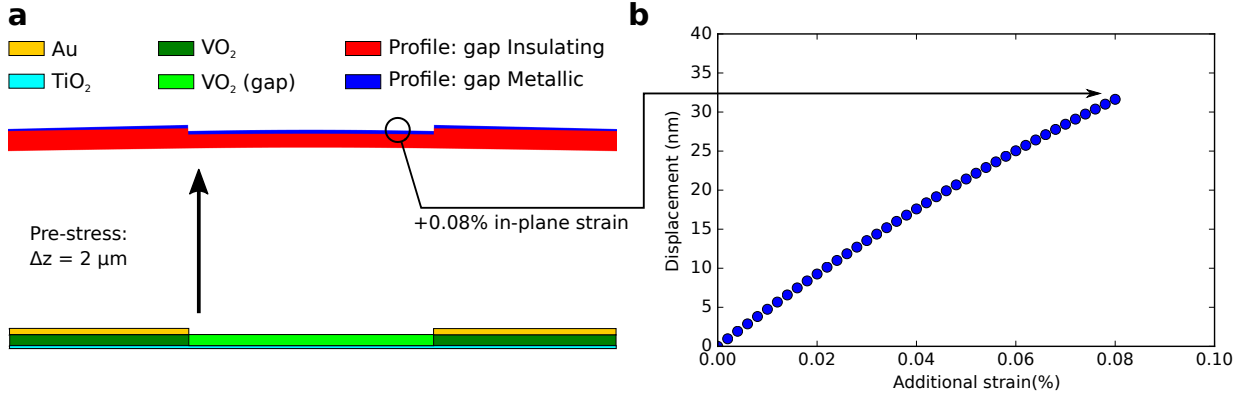 a
Au
VO₂
Profile: gap Insulating
TiO₂
VO₂ (gap)
Profile: gap Metallic
+0.08% in-plane strain
Pre-stress:
Δz = 2 μm
b
40
35
30
25
20
15
10
5
0
0.00 0.02 0.04 0.06 0.08 0.10
Displacement (nm)
Additional strain(%)